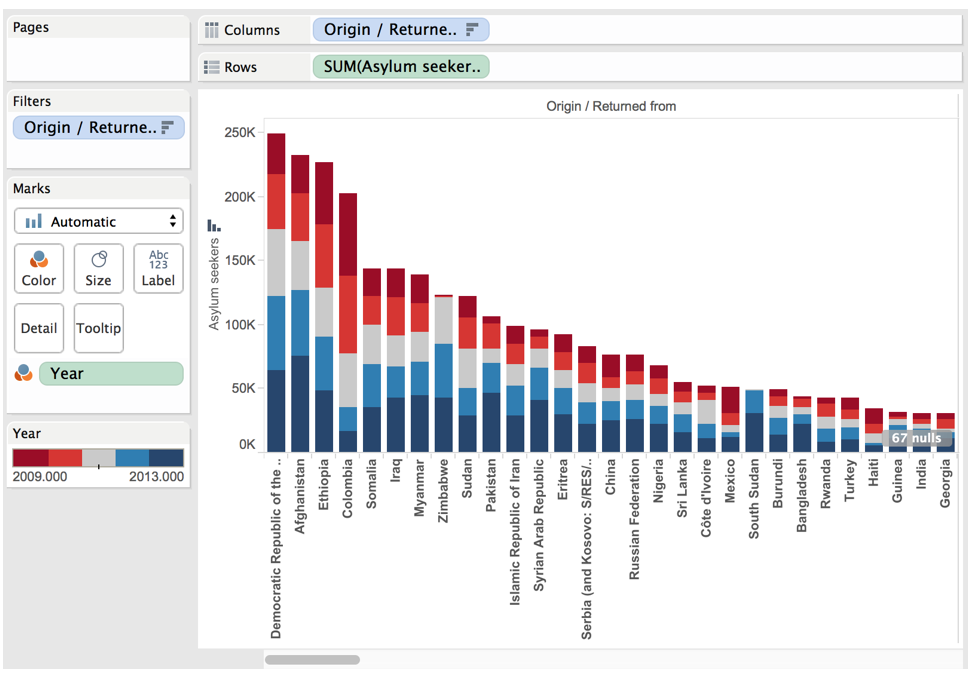 Pages
Columns
Origin / Returne..
Rows
SUM(Asylum seeker..
Filters
Origin / Returne..
Marks
Automatic
Color
Size
Abc
123
Label
Detail
Tooltip
Year
Year
2009.000
2013.000
Origin / Returned from
Asylum seekers
250K
200K
150K
100K
50K
0K
67 nulls
Democratic Republic of the ..
Afghanistan
Ethiopia
Colombia
Somalia
Iraq
Myanmar
Zimbabwe
Sudan
Pakistan
Islamic Republic of Iran
Syrian Arab Republic
Eritrea
Serbia (and Kosovo: S/RES/..
China
Russian Federation
Nigeria
Sri Lanka
Côte d'Ivoire
Mexico
South Sudan
Burundi
Bangladesh
Rwanda
Turkey
Haiti
Guinea
India
Georgia